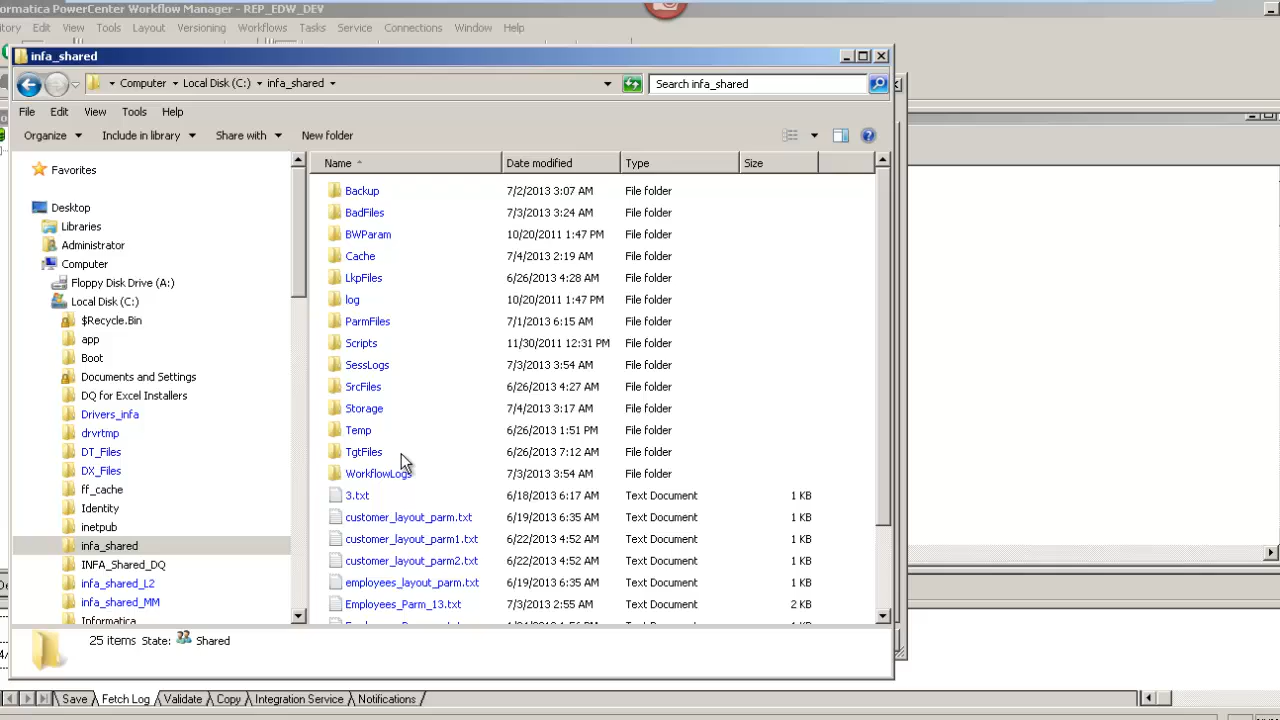 nformatica PowerCenter Workflow Manager - REP_EDW_DEV
itory Edit View Tools Layout Versioning Workflows Tasks Service Connections Window Help
infa_shared
Computer Local Disk (C:) infa_shared Search infa_shared
File Edit View Tools Help
Organize Include in library Share with New folder
Name Date modified Type Size
Favorites
Desktop
Libraries
Administrator
Computer
Floppy Disk Drive (A:)
Local Disk (C:)
$Recycle.Bin
app
Boot
Documents and Settings
DQ for Excel Installers
Drivers_infa
drvrtmp
DT_Files
DX_Files
ff_cache
Identity
inetpub
infa_shared
INFA_Shared_DQ
infa_shared_L2
infa_shared_MM
Informatica
Backup 7/2/2013 3:07 AM File folder
BadFiles 7/3/2013 3:24 AM File folder
BWParam 10/20/2011 1:47 PM File folder
Cache 7/4/2013 2:19 AM File folder
LkpFiles 6/26/2013 4:28 AM File folder
log 10/20/2011 1:47 PM File folder
ParmFiles 7/1/2013 6:15 AM File folder
Scripts 11/30/2011 12:31 PM File folder
SessLogs 7/3/2013 3:54 AM File folder
SrcFiles 6/26/2013 4:27 AM File folder
Storage 7/4/2013 3:17 AM File folder
Temp 6/26/2013 1:51 PM File folder
TgtFiles 6/26/2013 7:12 AM File folder
WorkflowLogs 7/3/2013 3:54 AM File folder
3.txt 6/18/2013 6:17 AM Text Document 1 KB
customer_layout_parm.txt 6/19/2013 6:35 AM Text Document 1 KB
customer_layout_parm1.txt 6/22/2013 4:52 AM Text Document 1 KB
customer_layout_parm2.txt 6/22/2013 4:52 AM Text Document 1 KB
employees_layout_parm.txt 6/19/2013 6:35 AM Text Document 1 KB
Employees_Parm_13.txt 7/3/2013 2:55 AM Text Document 2 KB
25 items State: Shared
Save Fetch Log Validate Copy Integration Service Notifications